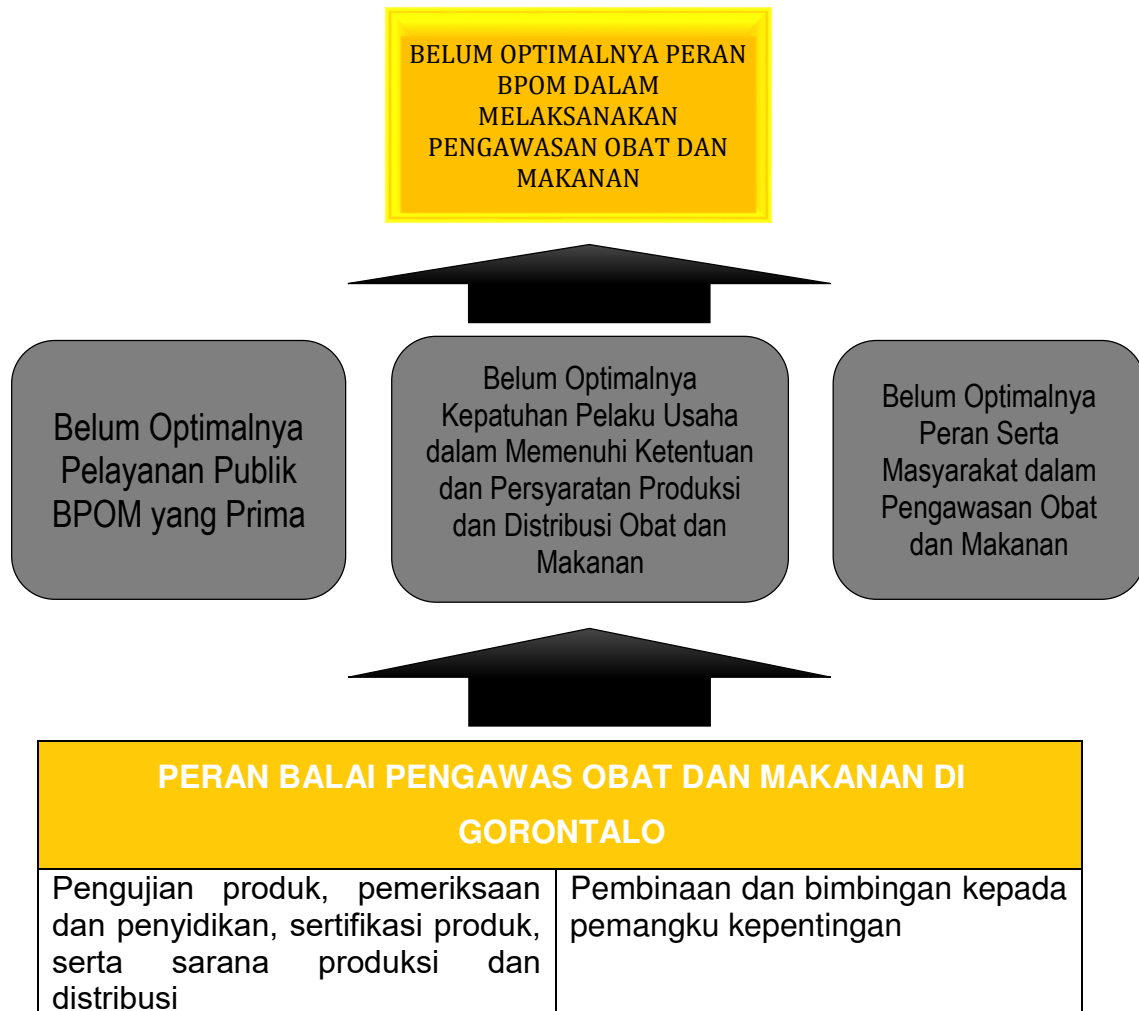 BELUM OPTIMALNYA PERAN
BPOM DALAM
MELAKSANAKAN
PENGAWASAN OBAT DAN
MAKANAN
Belum Optimalnya
Pelayanan Publik
BPOM yang Prima
Belum Optimalnya
Kepatuhan Pelaku Usaha
dalam Memenuhi Ketentuan
dan Persyaratan Produksi
dan Distribusi Obat dan
Makanan
Belum Optimalnya
Peran Serta
Masyarakat dalam
Pengawasan Obat
dan Makanan
PERAN BALAI PENGAWAS OBAT DAN MAKANAN DI
GORONTALO
Pengujian produk, pemeriksaan
dan penyidikan, sertifikasi produk,
serta sarana produksi dan
distribusi
Pembinaan dan bimbingan kepada
pemangku kepentingan